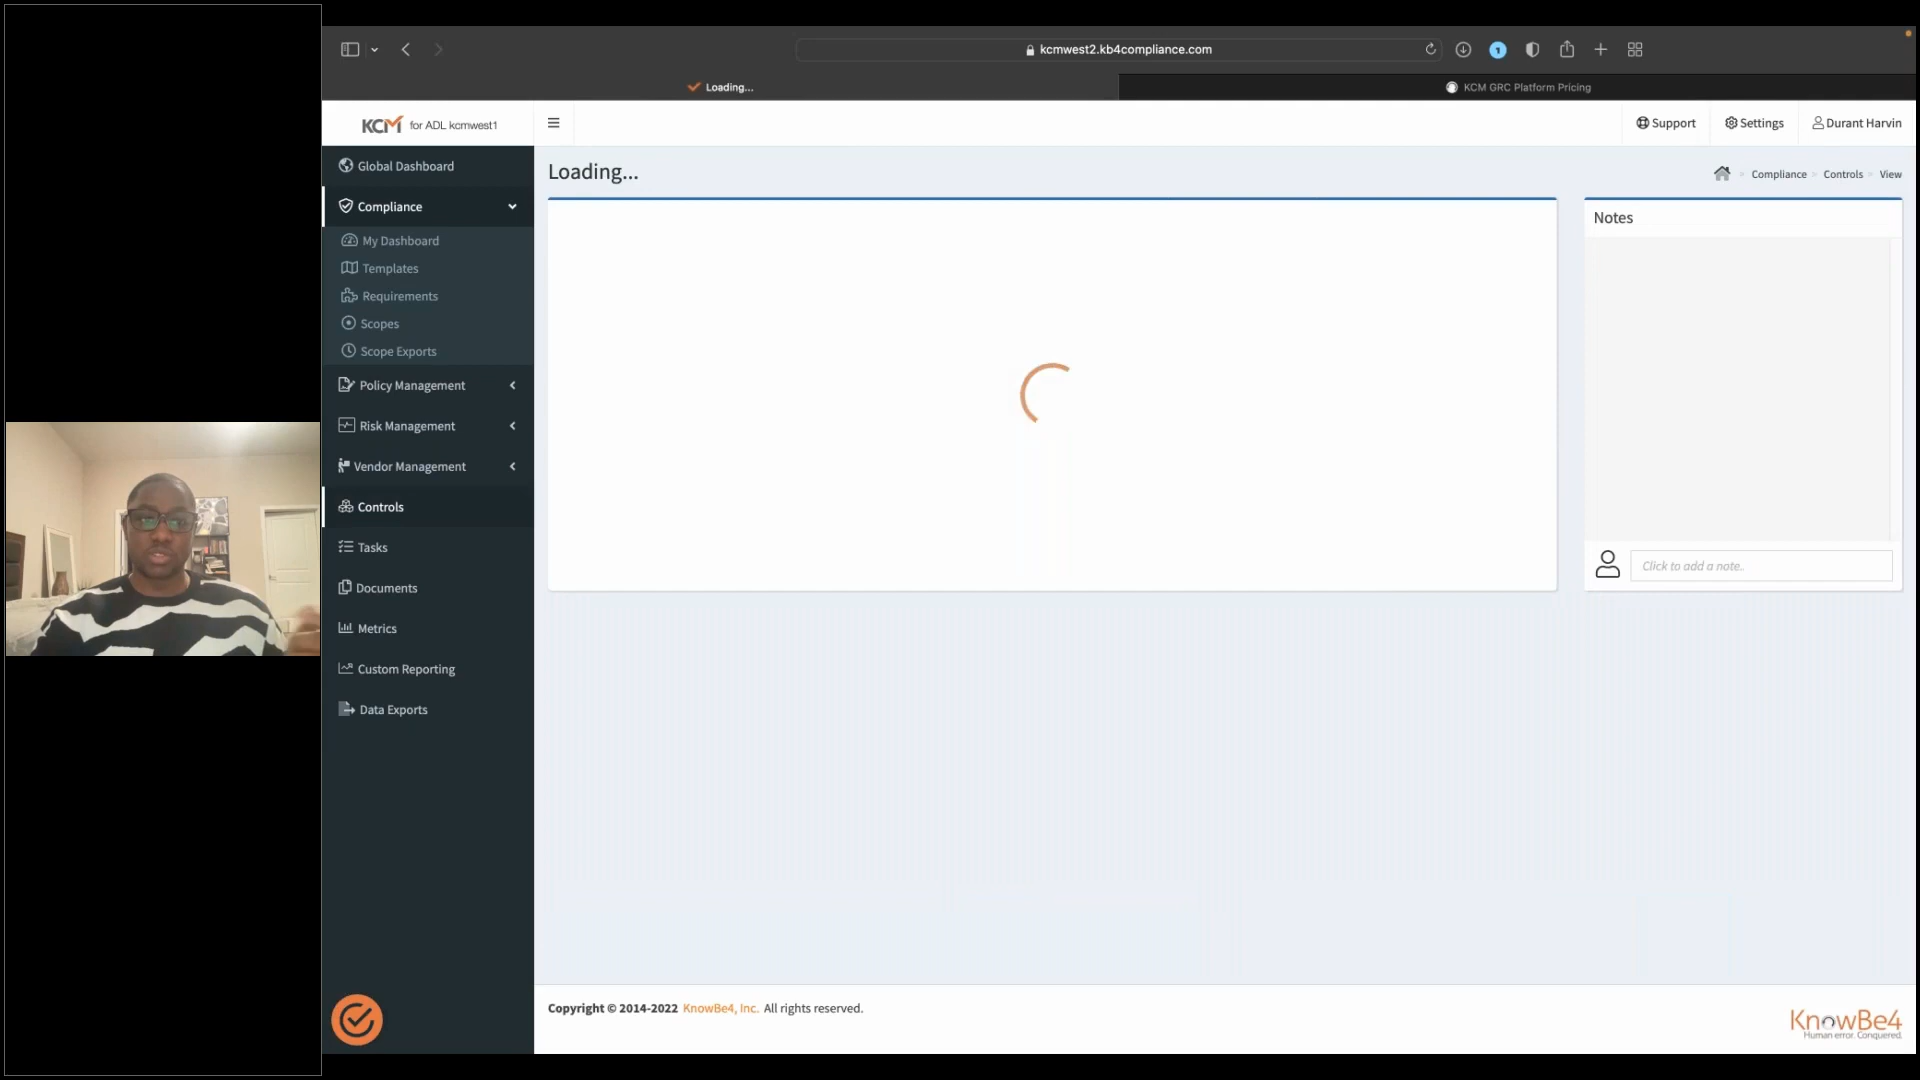 kcmwest2.kb4compliance.com
Loading...
KCM GRC Platform Pricing
KCM for ADL kcmwest1
Support
Settings
Durant Harvin
Global Dashboard
Compliance
My Dashboard
Templates
Requirements
Scopes
Scope Exports
Policy Management
Risk Management
Vendor Management
Controls
Tasks
Documents
Metrics
Custom Reporting
Data Exports
Loading...
Compliance
Controls
View
Notes
Click to add a note..
Copyright © 2014-2022 KnowBe4, Inc. All rights reserved.
KnowBe4
Human error. Conquered.